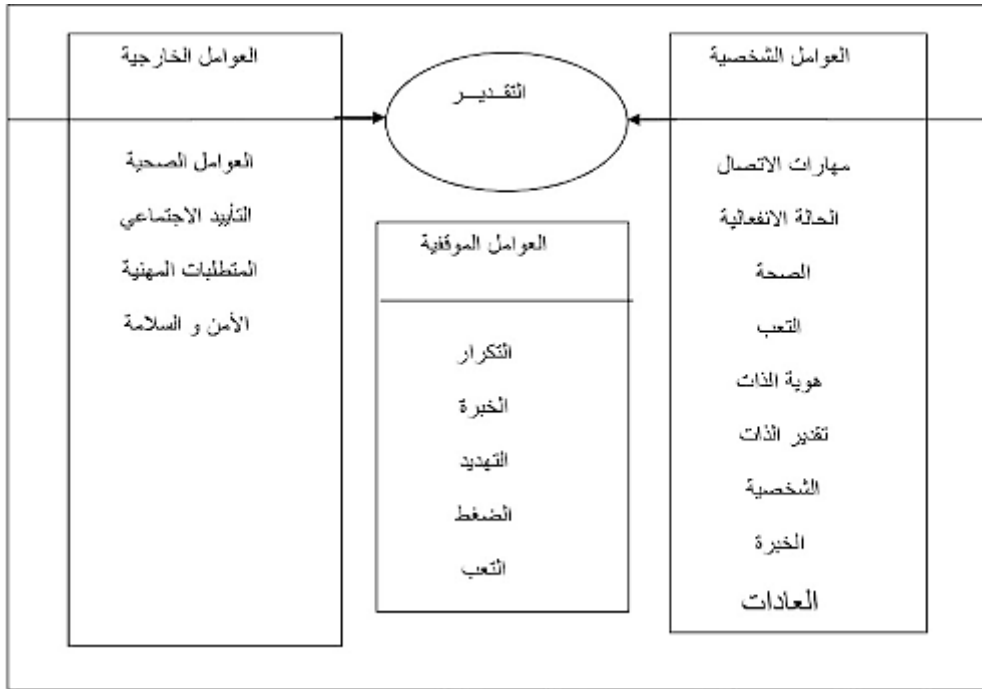 العوامل الشخصية
مهارات الاتصال
الحالة الانفعالية
الصحة
التعب
هوية الذات
تقدير الذات
الشخصية
الخبرة
العادات
التقـديــر
العوامل الموقفية
التكرار
الخبرة
التهديد
الضغط
التعب
العوامل الخارجية
العوامل الصحية
التأييد الاجتماعي
المتطلبات المهنية
الأمن و السلامة